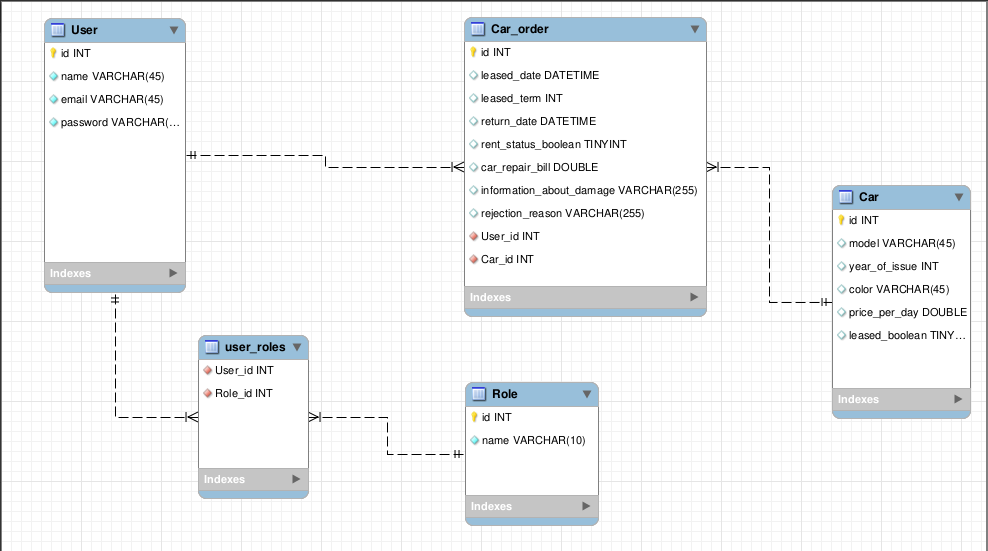 User
id INT
name VARCHAR(45)
email VARCHAR(45)
password VARCHAR(...
Indexes
Car_order
id INT
leased_date DATETIME
leased_term INT
return_date DATETIME
rent_status_boolean TINYINT
car_repair_bill DOUBLE
information_about_damage VARCHAR(255)
rejection_reason VARCHAR(255)
User_id INT
Car_id INT
Indexes
Car
id INT
model VARCHAR(45)
year_of_issue INT
color VARCHAR(45)
price_per_day DOUBLE
leased_boolean TINY...
Indexes
user_roles
User_id INT
Role_id INT
Indexes
Role
id INT
name VARCHAR(10)
Indexes